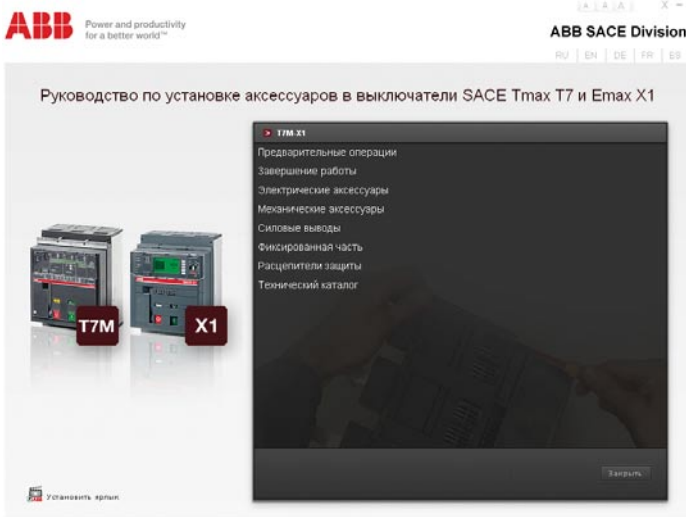 A | A | A | X –
ABB
Power and productivity
for a better world™
ABB SACE Division
RU | EN | DE | FR | ES
Руководство по установке аксессуаров в выключатели SACE Tmax T7 и Emax X1
T7M-X1
Предварительные операции
Завершение работы
Электрические аксессуары
Механические аксессуары
Силовые выводы
Фиксированная часть
Расцепители защиты
Технический каталог
T7M
X1
Закрыть
Установить ярлык